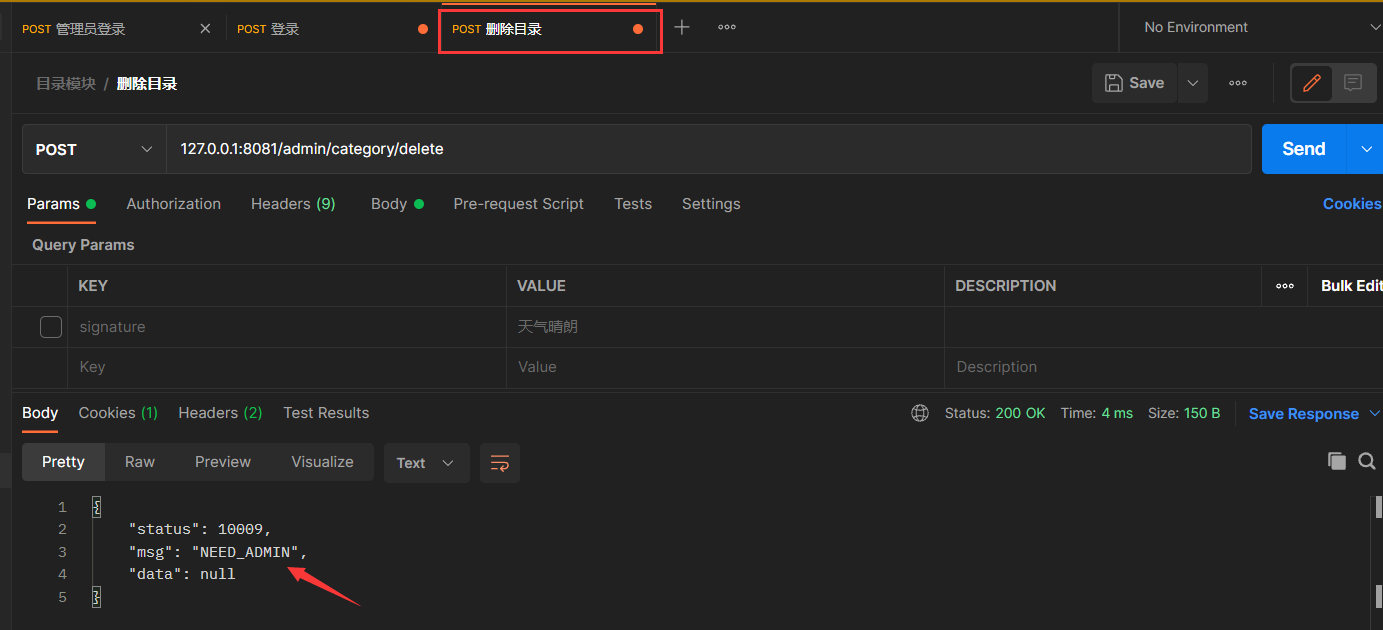 POST 管理员登录 POST 登录 POST 删除目录 No Environment
目录模块 / 删除目录 Save
POST 127.0.0.1:8081/admin/category/delete Send
Params Authorization Headers (9) Body Pre-request Script Tests Settings Cookies
Query Params
KEY VALUE DESCRIPTION Bulk Edit
signature 天气晴朗
Key Value Description
Body Cookies (1) Headers (2) Test Results Status: 200 OK Time: 4 ms Size: 150 B Save Response
Pretty Raw Preview Visualize Text
1 {
2 "status": 10009,
3 "msg": "NEED_ADMIN",
4 "data": null
5 }